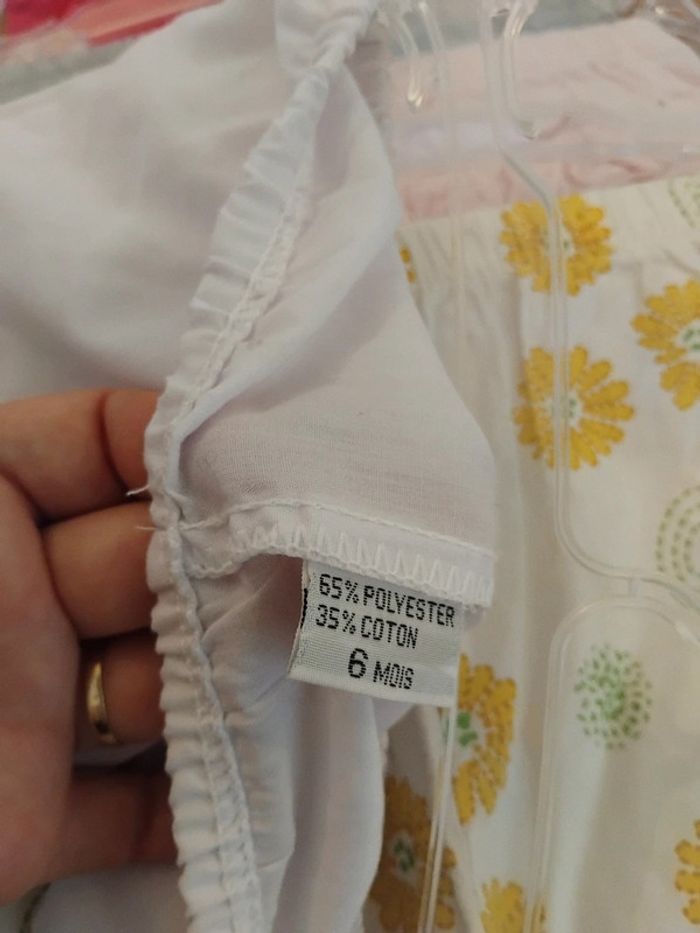 65% POLYESTER
35% COTON
6 MOIS